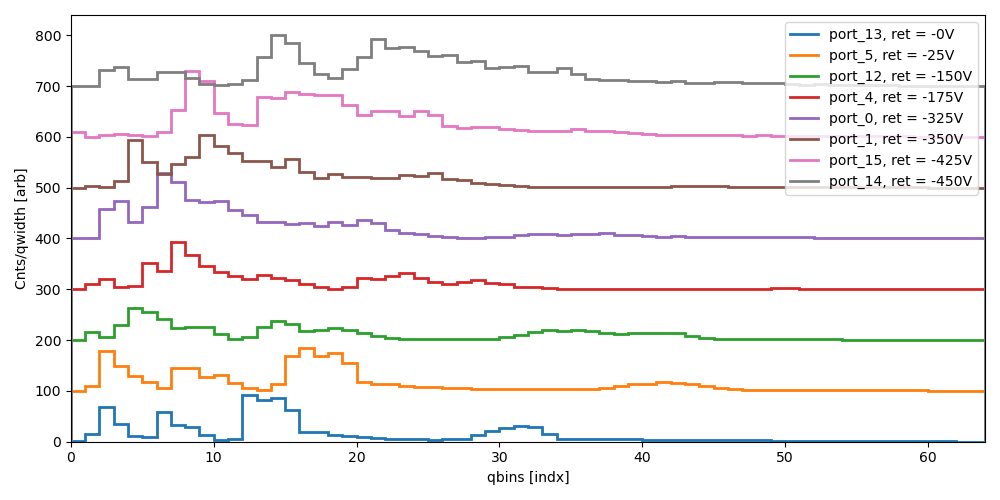 800
700
600
500
400
300
200
100
0
Cnts/qwidth [arb]
0 10 20 30 40 50 60
qbins [indx]
port_13, ret = -0V
port_5, ret = -25V
port_12, ret = -150V
port_4, ret = -175V
port_0, ret = -325V
port_1, ret = -350V
port_15, ret = -425V
port_14, ret = -450V